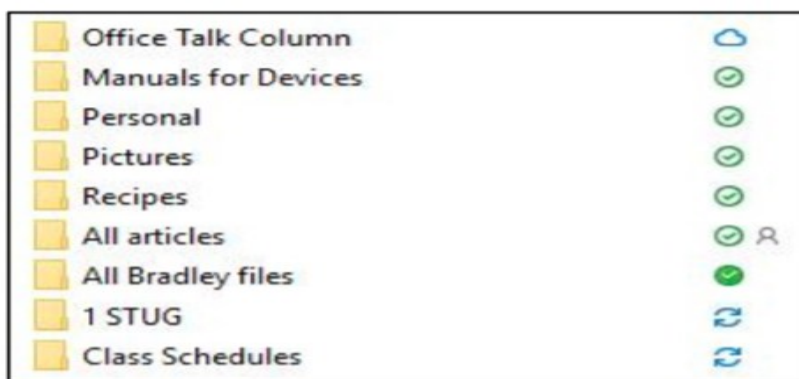 Office Talk Column
Manuals for Devices
Personal
Pictures
Recipes
All articles
All Bradley files
1 STUG
Class Schedules